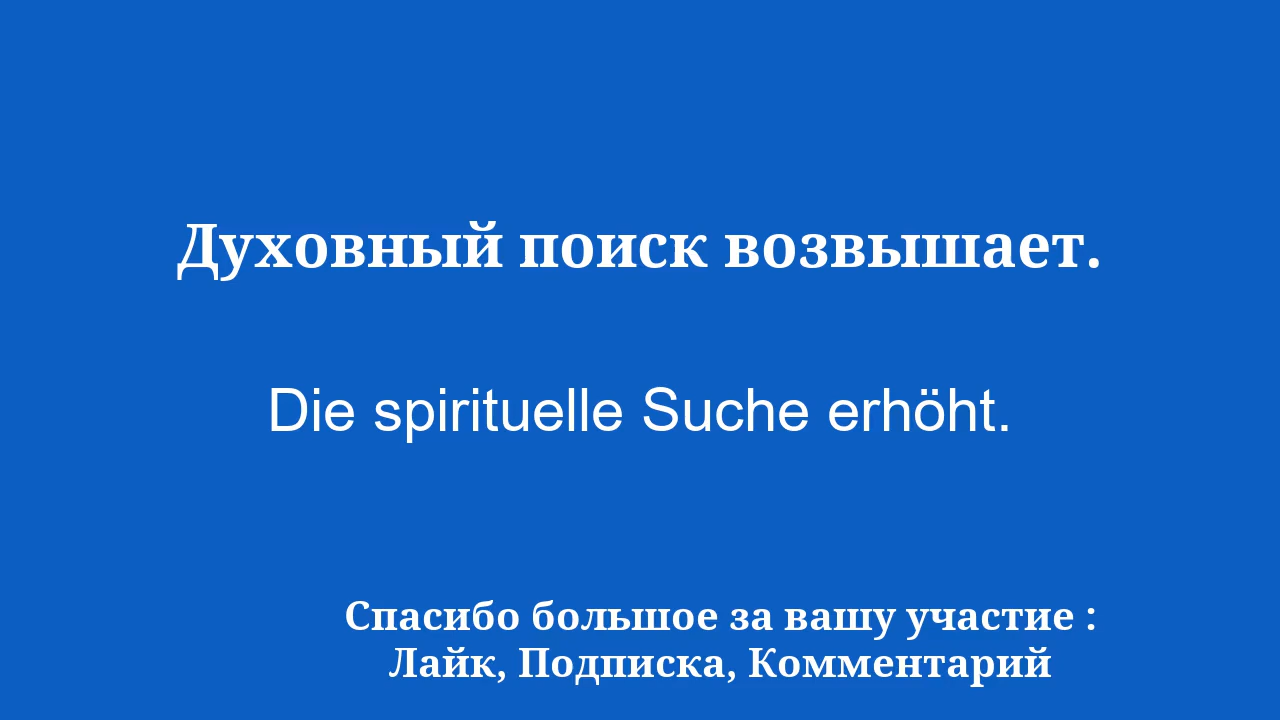 Духовный поиск возвышает.
Die spirituelle Suche erhöht.
Спасибо большое за вашу участие :
Лайк, Подписка, Комментарий